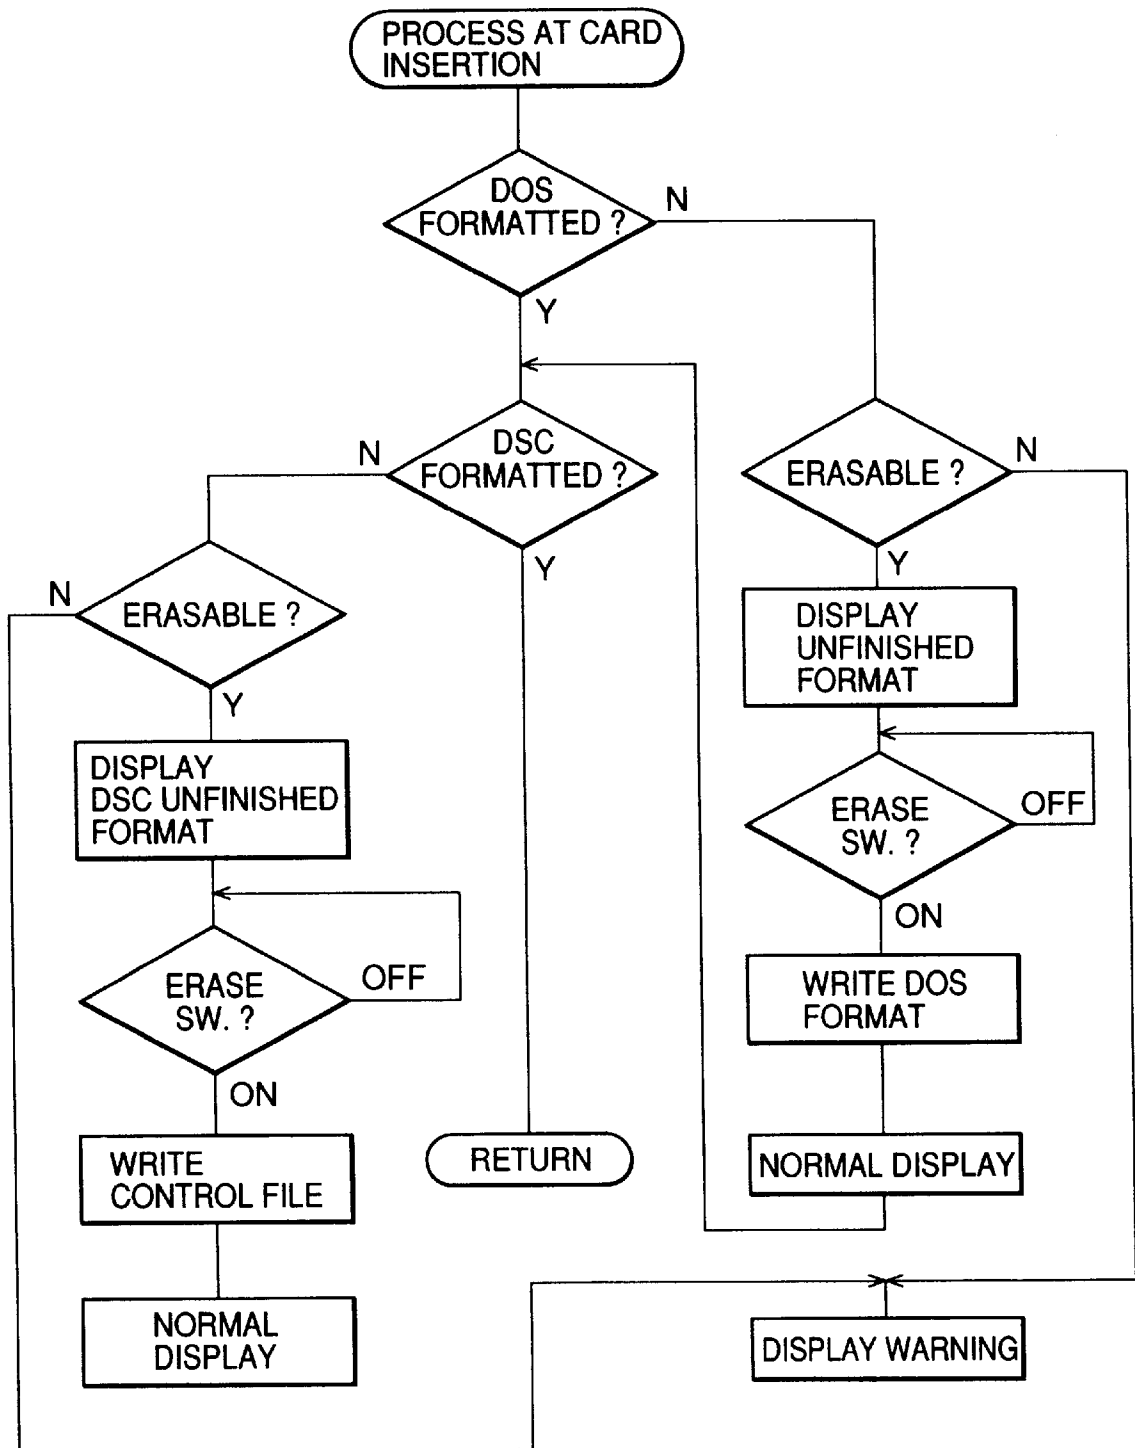 PROCESS AT CARD
INSERTION
DOS
FORMATTED ?
N
Y
DSC
FORMATTED ?
N
Y
ERASABLE ?
N
Y
ERASABLE ?
N
Y
DISPLAY
UNFINISHED
FORMAT
DISPLAY
DSC UNFINISHED
FORMAT
ERASE
SW. ?
OFF
ON
ERASE
SW. ?
OFF
ON
WRITE DOS
FORMAT
WRITE
CONTROL FILE
RETURN
NORMAL DISPLAY
NORMAL
DISPLAY
DISPLAY WARNING